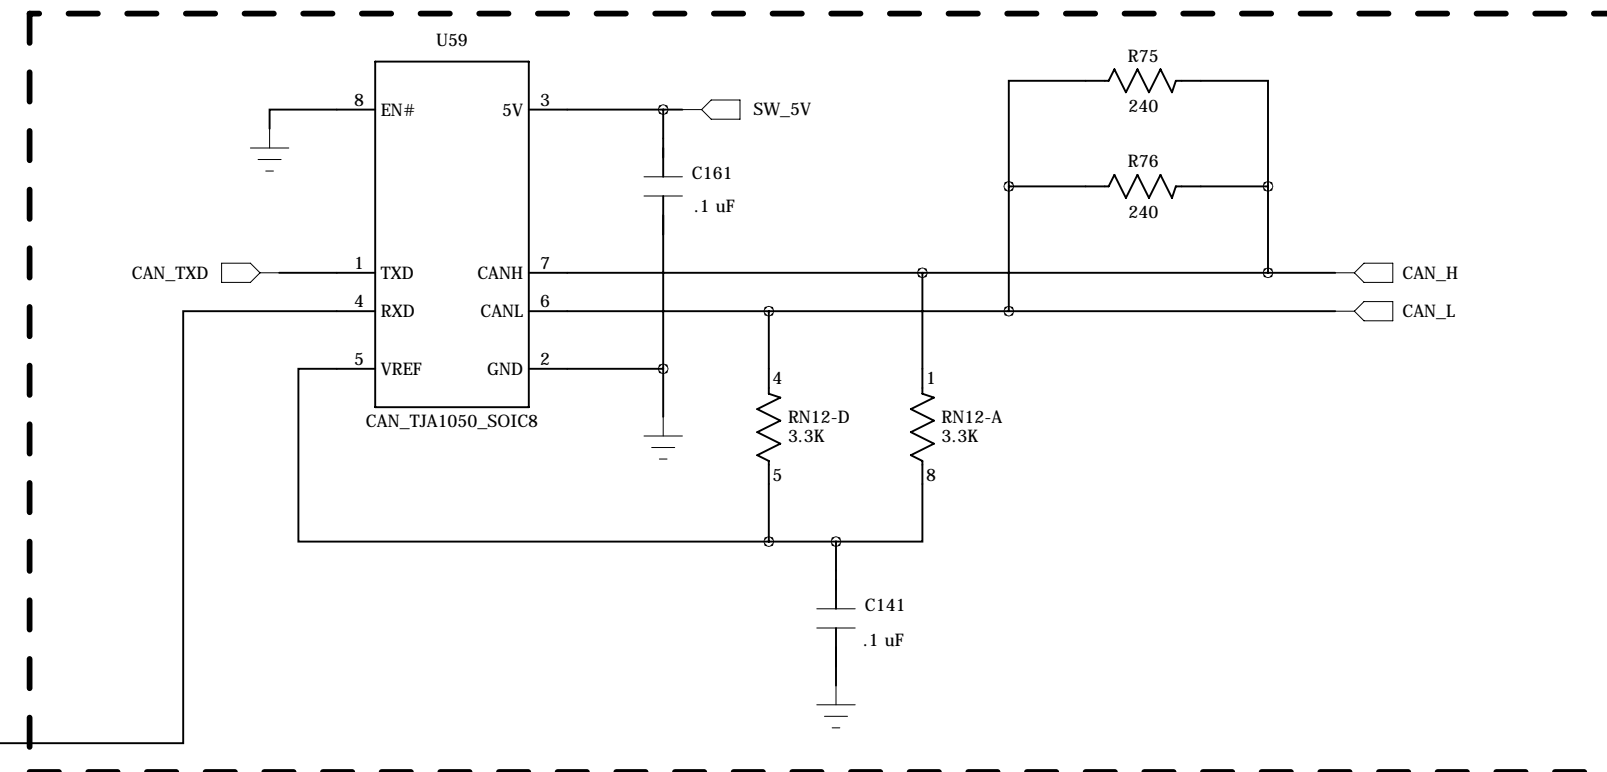 U59
8
EN#
5V
3
SW_5V
R75
240
R76
240
C161
.1 uF
CAN_TXD
1
TXD
CANH
7
CAN_H
4
RXD
CANL
6
CAN_L
5
VREF
GND
2
CAN_TJA1050_SOIC8
4
RN12-D
3.3K
5
1
RN12-A
3.3K
8
C141
.1 uF